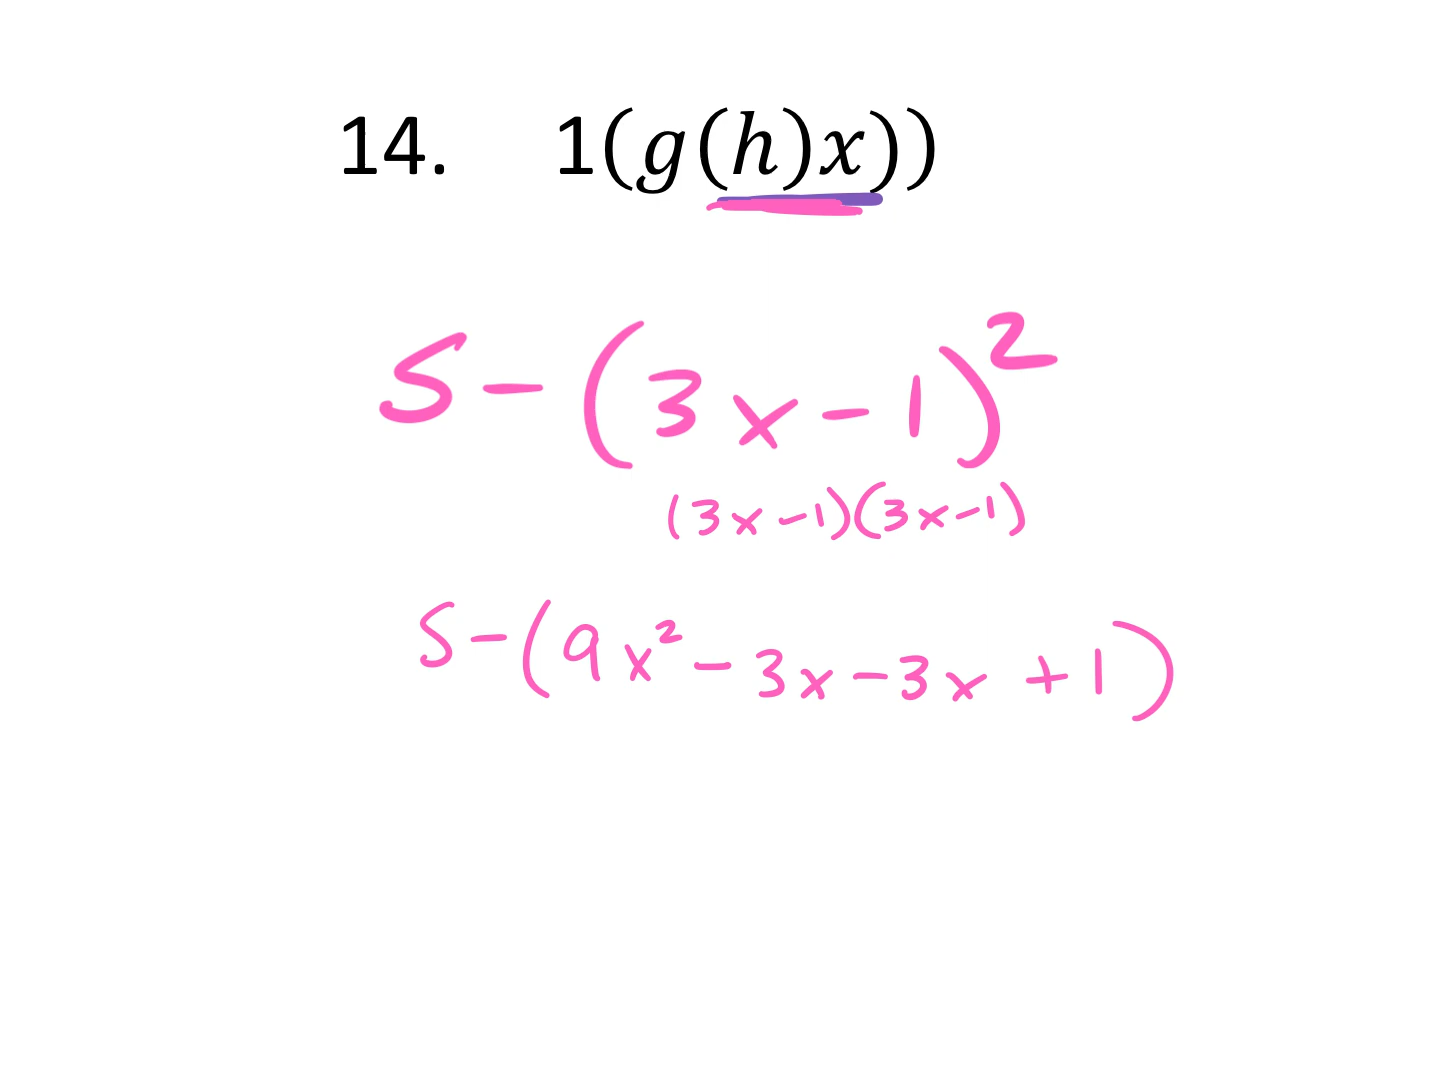 14. 1(g(h)x))
5-(3x-1)²
(3x-1)(3x-1)
5-(9x²-3x-3x+1)